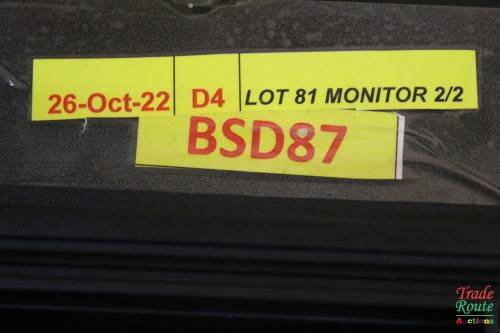 26-Oct-22 D4 LOT 81 MONITOR 2/2
BSD87
Trade
Route
Auctions